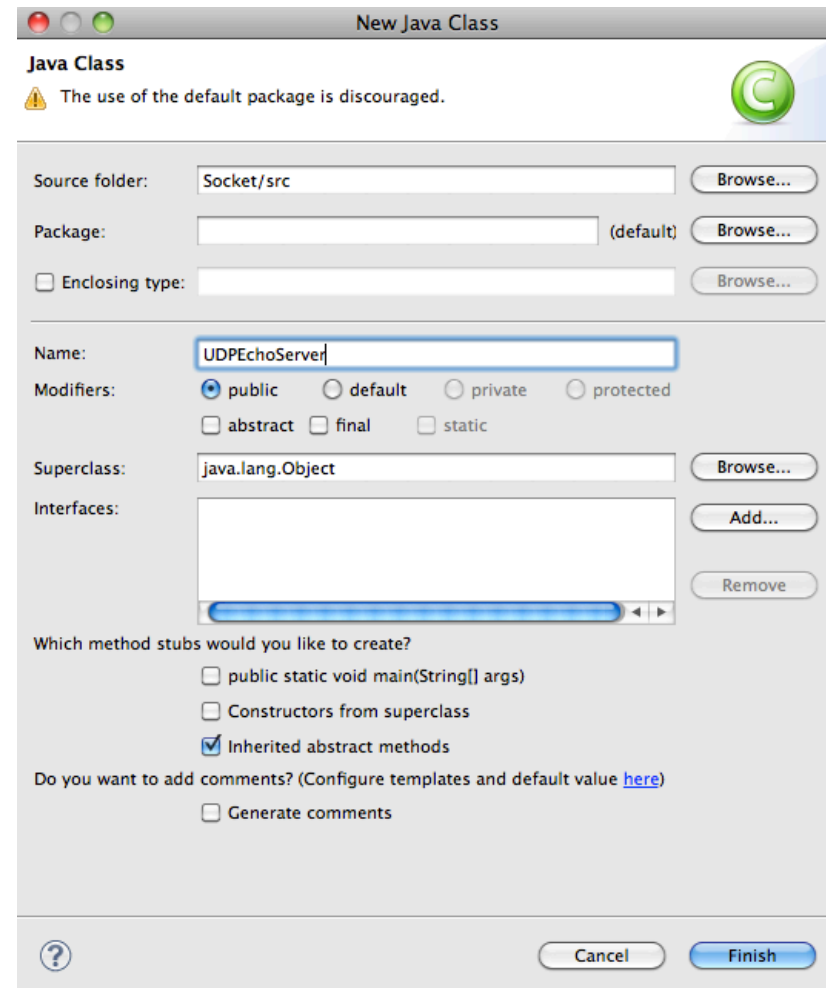 New Java Class
Java Class
The use of the default package is discouraged.
Source folder: Socket/src Browse...
Package: (default) Browse...
Enclosing type: Browse...
Name: UDPEchoServer
Modifiers: public default private protected
abstract final static
Superclass: java.lang.Object Browse...
Interfaces: Add...
Remove
Which method stubs would you like to create?
public static void main(String[] args)
Constructors from superclass
Inherited abstract methods
Do you want to add comments? (Configure templates and default value here)
Generate comments
? Cancel Finish